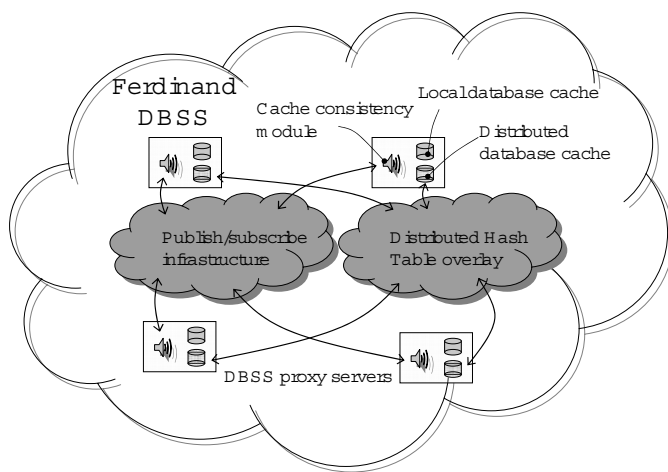 Ferdinand
DBSS
Cache consistency
module
Local database cache
Distributed
database cache
Publish/subscribe
infrastructure
Distributed Hash
Table overlay
DBSS proxy servers